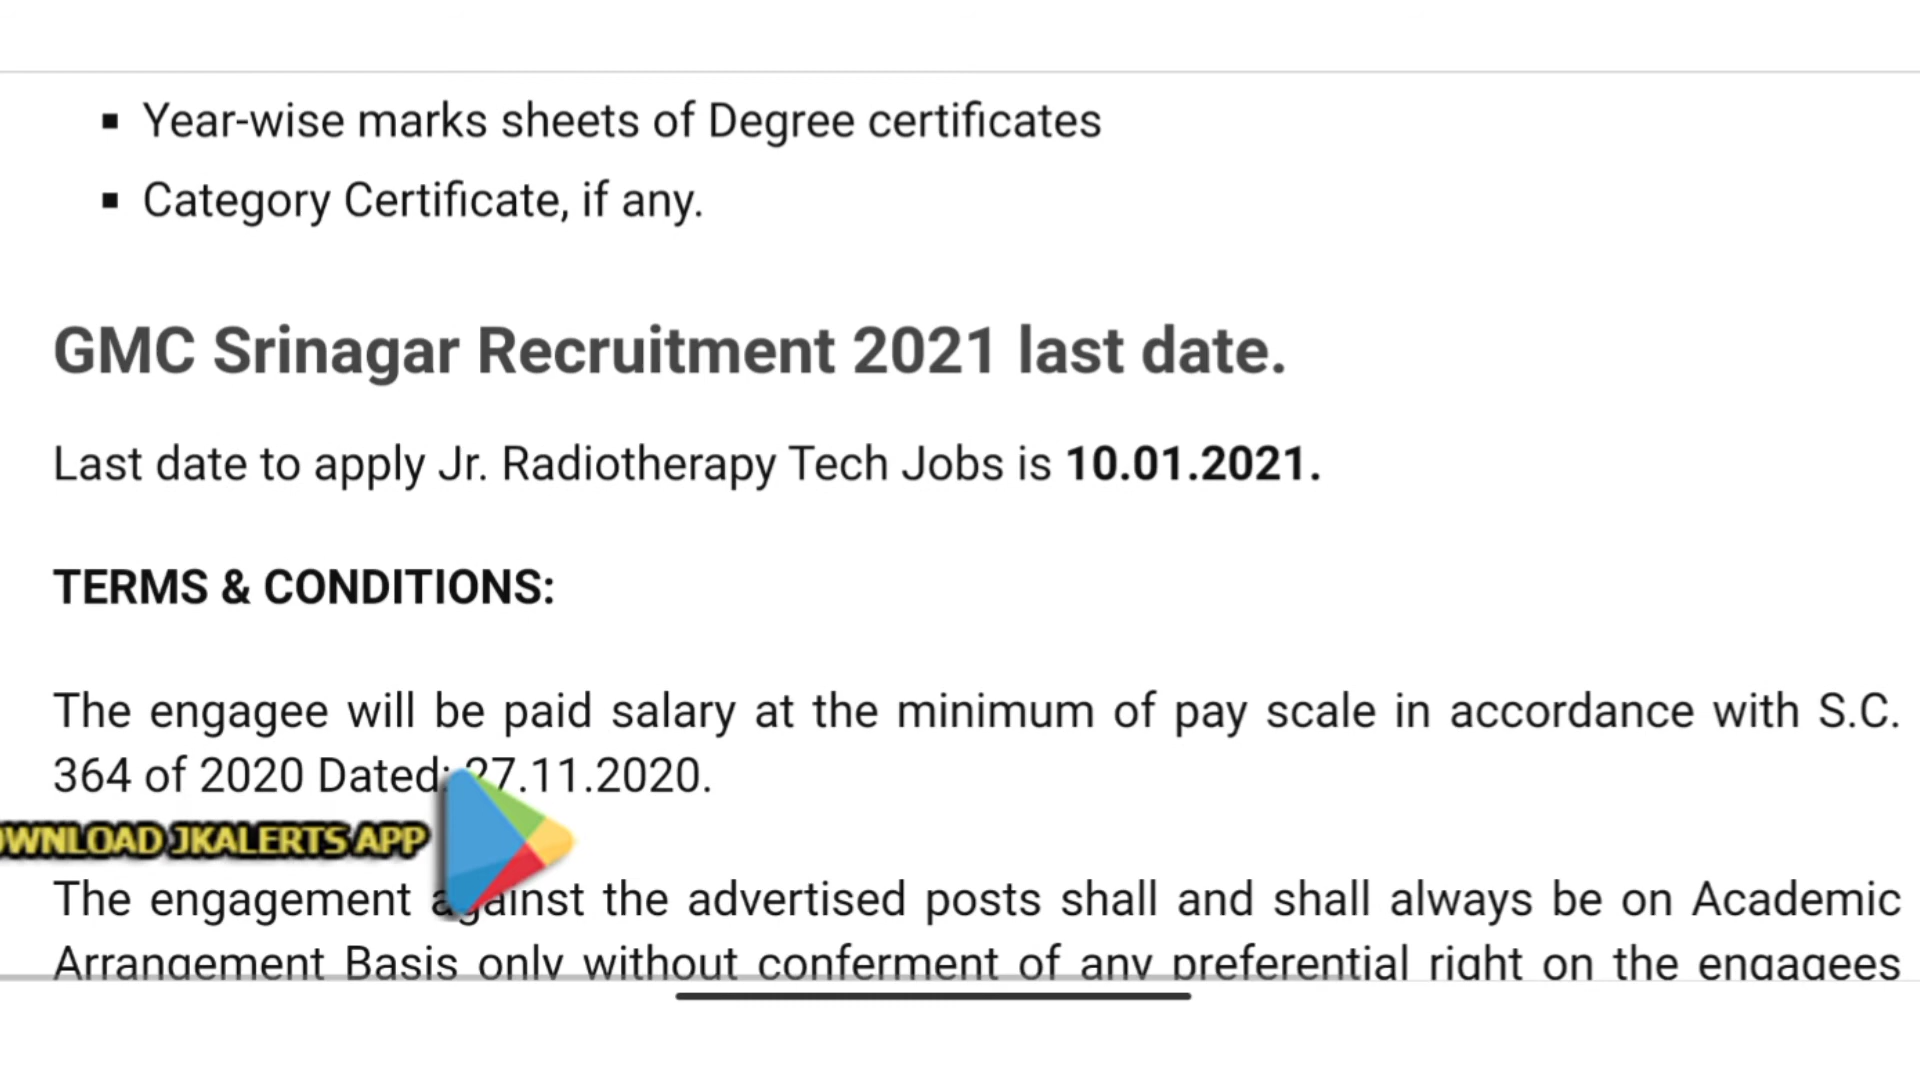 ▪ Year-wise marks sheets of Degree certificates
▪ Category Certificate, if any.
GMC Srinagar Recruitment 2021 last date.
Last date to apply Jr. Radiotherapy Tech Jobs is 10.01.2021.
TERMS & CONDITIONS:
The engagee will be paid salary at the minimum of pay scale in accordance with S.C.
364 of 2020 Dated: 27.11.2020.
OWNLOAD JKALERTS APP
The engagement against the advertised posts shall and shall always be on Academic
Arrangement Basis only without conferment of any preferential right on the engagees